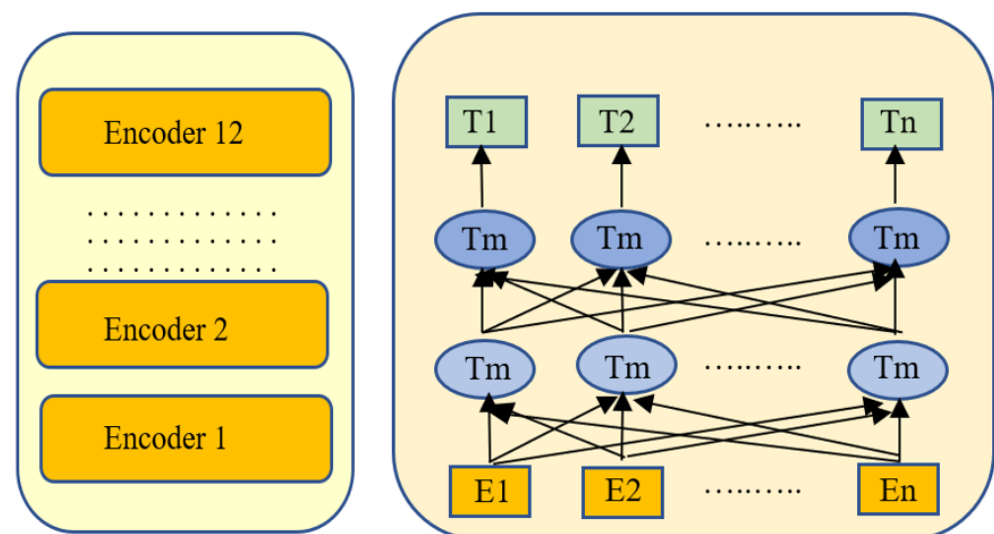 Encoder 12
.............
.............
.............
Encoder 2
Encoder 1
T1 T2 ........... Tn
Tm Tm ........... Tm
Tm Tm ........... Tm
E1 E2 ........... En